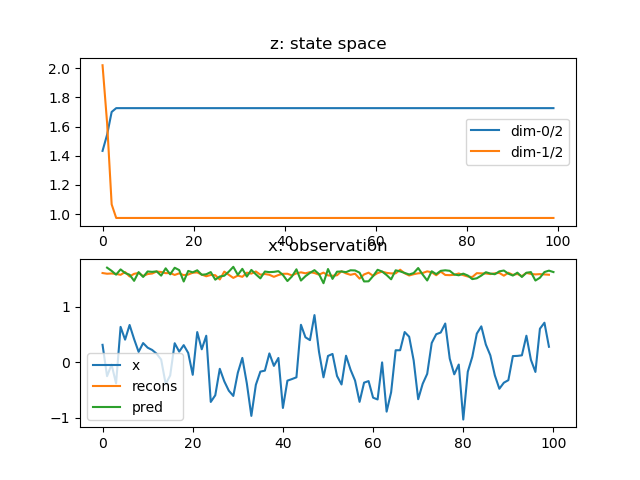 z: state space
2.0
1.8
1.6
1.4
1.2
1.0
dim-0/2
dim-1/2
0 20 40 60 80 100
x: observation
1
0
−1
x
recons
pred
0 20 40 60 80 100